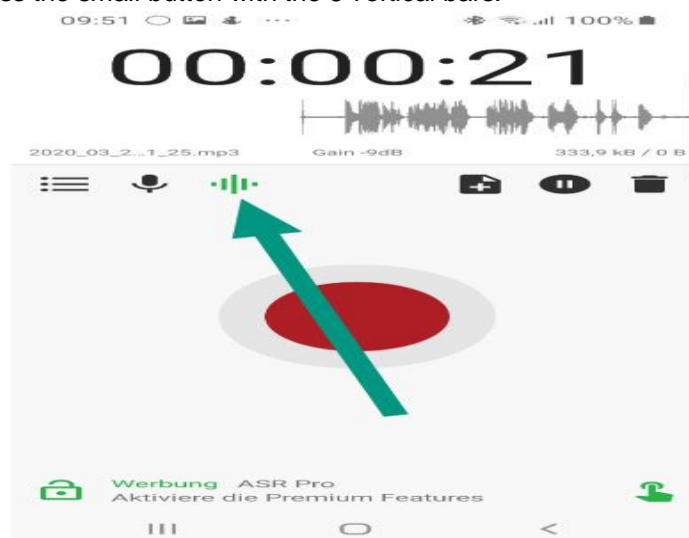 09:51 100%
00:00:21
2020_03_2...1_25.mp3 Gain -9dB 333,9 kB / 0 B
Werbung ASR Pro
Aktiviere die Premium Features